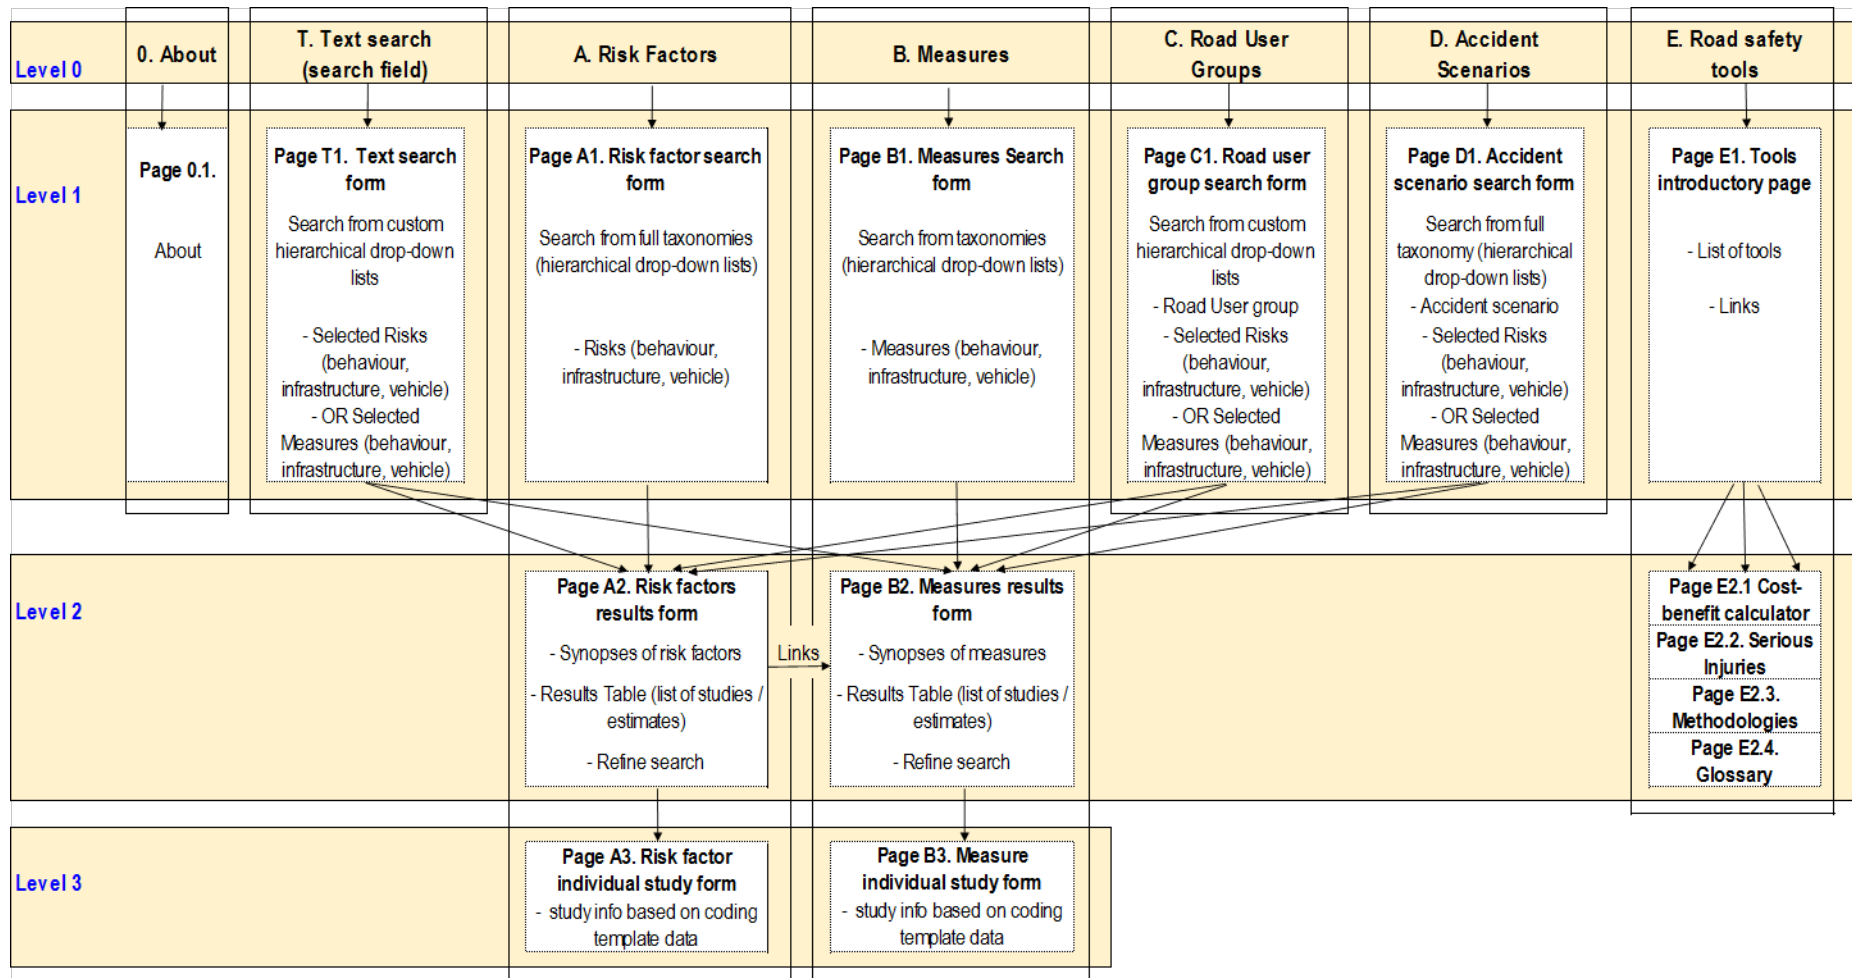 Level 0
0. About
T. Text search
(search field)
A. Risk Factors
B. Measures
C. Road User
Groups
D. Accident
Scenarios
E. Road safety
tools
Level 1
Page 0.1.
About
Page T1. Text search
form
Search from custom
hierarchical drop-down
lists
- Selected Risks
(behaviour,
infrastructure, vehicle)
- OR Selected
Measures (behaviour,
infrastructure, vehicle)
Page A1. Risk factor search
form
Search from full taxonomies
(hierarchical drop-down lists)
- Risks (behaviour,
infrastructure, vehicle)
Page B1. Measures Search
form
Search from taxonomies
(hierarchical drop-down lists)
- Measures (behaviour,
infrastructure, vehicle)
Page C1. Road user
group search form
Search from custom
hierarchical drop-down
lists
- Road User group
- Selected Risks
(behaviour,
infrastructure, vehicle)
- OR Selected
Measures (behaviour,
infrastructure, vehicle)
Page D1. Accident
scenario search form
Search from full
taxonomy (hierarchical
drop-down lists)
- Accident scenario
- Selected Risks
(behaviour,
infrastructure, vehicle)
- OR Selected
Measures (behaviour,
infrastructure, vehicle)
Page E1. Tools
introductory page
- List of tools
- Links
Level 2
Page A2. Risk factors
results form
- Synopses of risk factors
- Results Table (list of studies /
estimates)
- Refine search
Links
Page B2. Measures results
form
- Synopses of measures
- Results Table (list of studies /
estimates)
- Refine search
Page E2.1 Cost-
benefit calculator
Page E2.2. Serious
Injuries
Page E2.3.
Methodologies
Page E2.4.
Glossary
Level 3
Page A3. Risk factor
individual study form
- study info based on coding
template data
Page B3. Measure
individual study form
- study info based on coding
template data